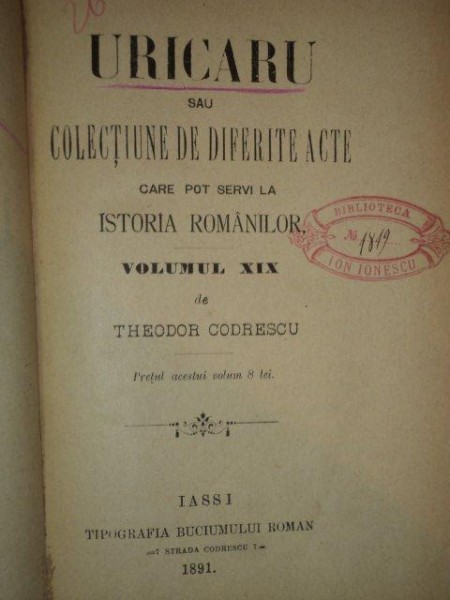 26
URICARU
SAU
COLECȚIUNE DE DIFERITE ACTE
CARE POT SERVI LA
ISTORIA ROMÂNILOR.
BIBLIOTECA
№ 1819
ION IONESCU
VOLUMUL XIX
de
THEODOR CODRESCU
Prețul acestui volum 8 lei.
IASSI
TIPOGRAFIA BUCIUMULUI ROMAN
7 STRADA CODRESCU 7
1891.